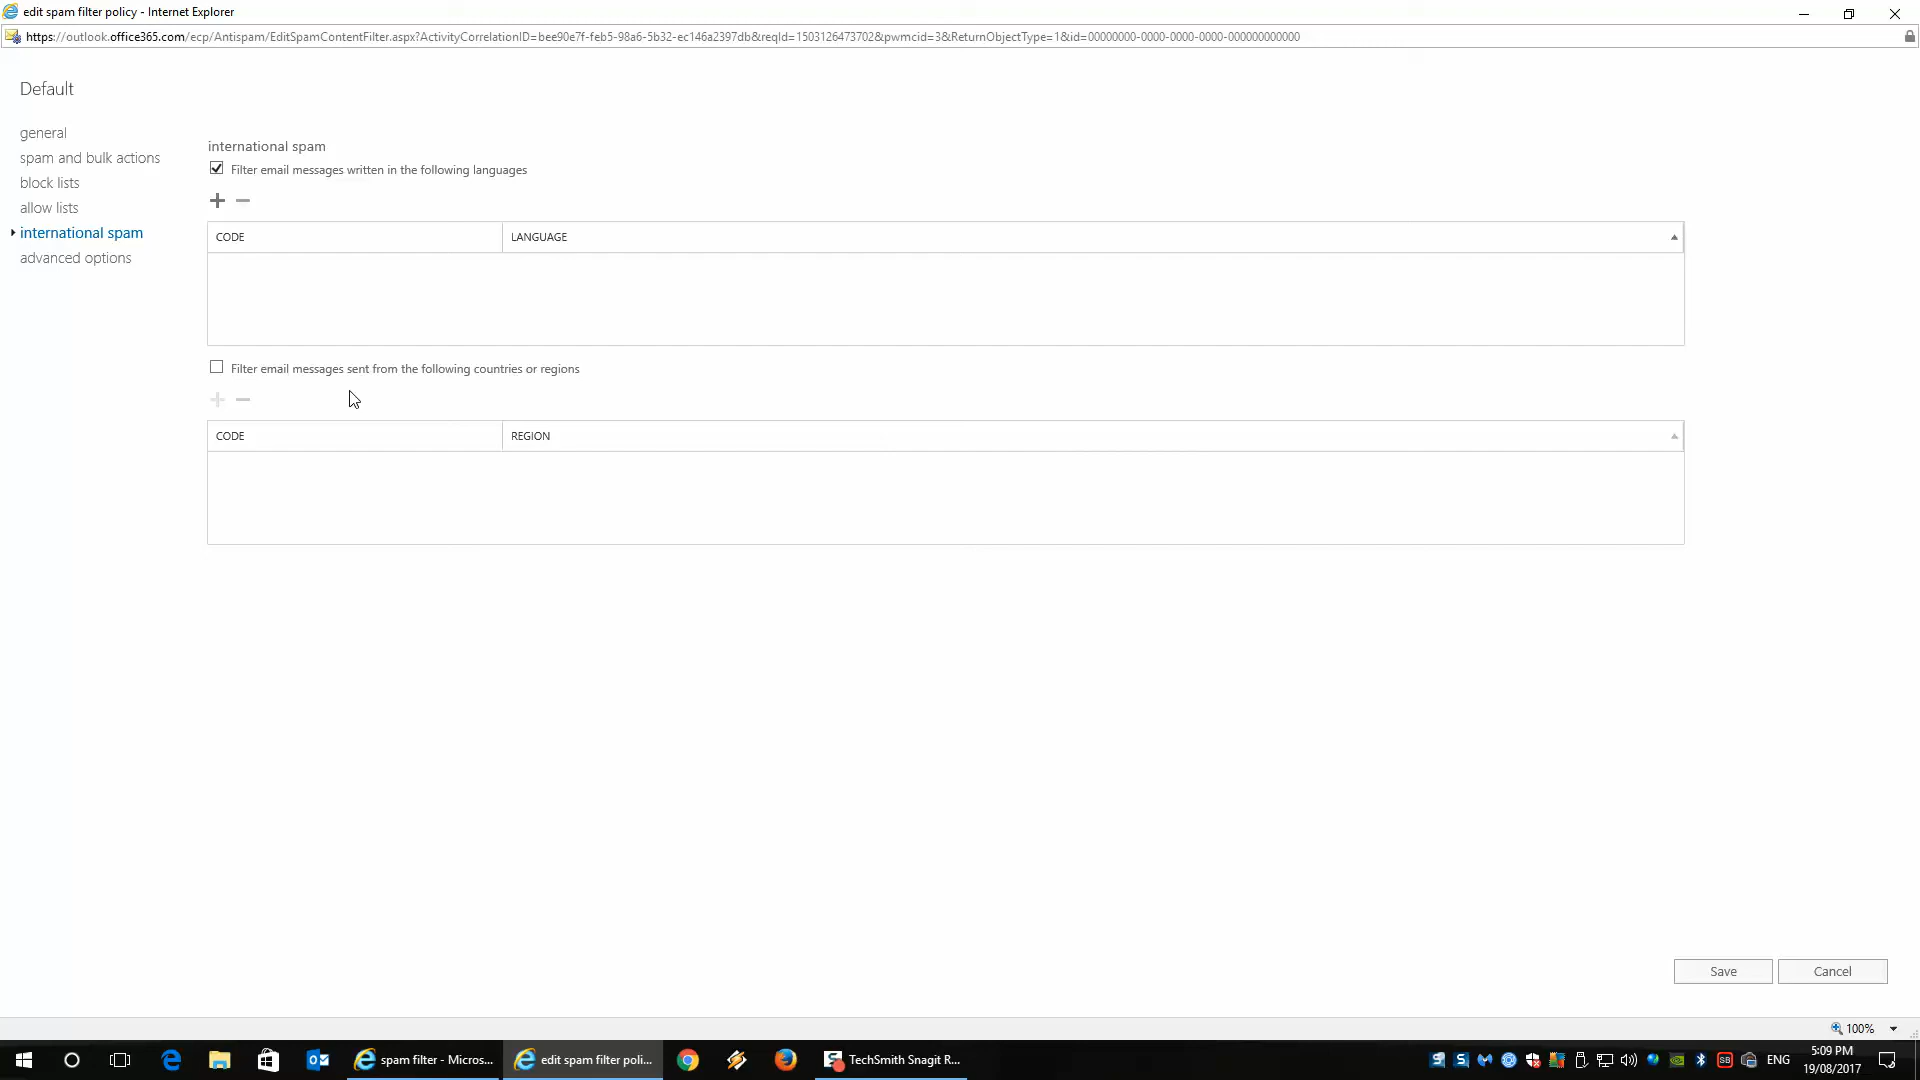 edit spam filter policy - Internet Explorer
https://outlook.office365.com/ecp/Antispam/EditSpamContentFilter.aspx?ActivityCorrelationID=bee90e7f-feb5-98a6-5b32-ec146a2397db&reqId=1503126473702&pwmcid=3&ReturnObjectType=1&id=00000000-0000-0000-0000-000000000000
Default
general
spam and bulk actions
block lists
allow lists
international spam
advanced options
international spam
Filter email messages written in the following languages
CODE LANGUAGE
Filter email messages sent from the following countries or regions
CODE REGION
Save Cancel
100%
spam filter - Micros... edit spam filter poli... TechSmith Snagit R... SB ENG 5:09 PM
19/08/2017